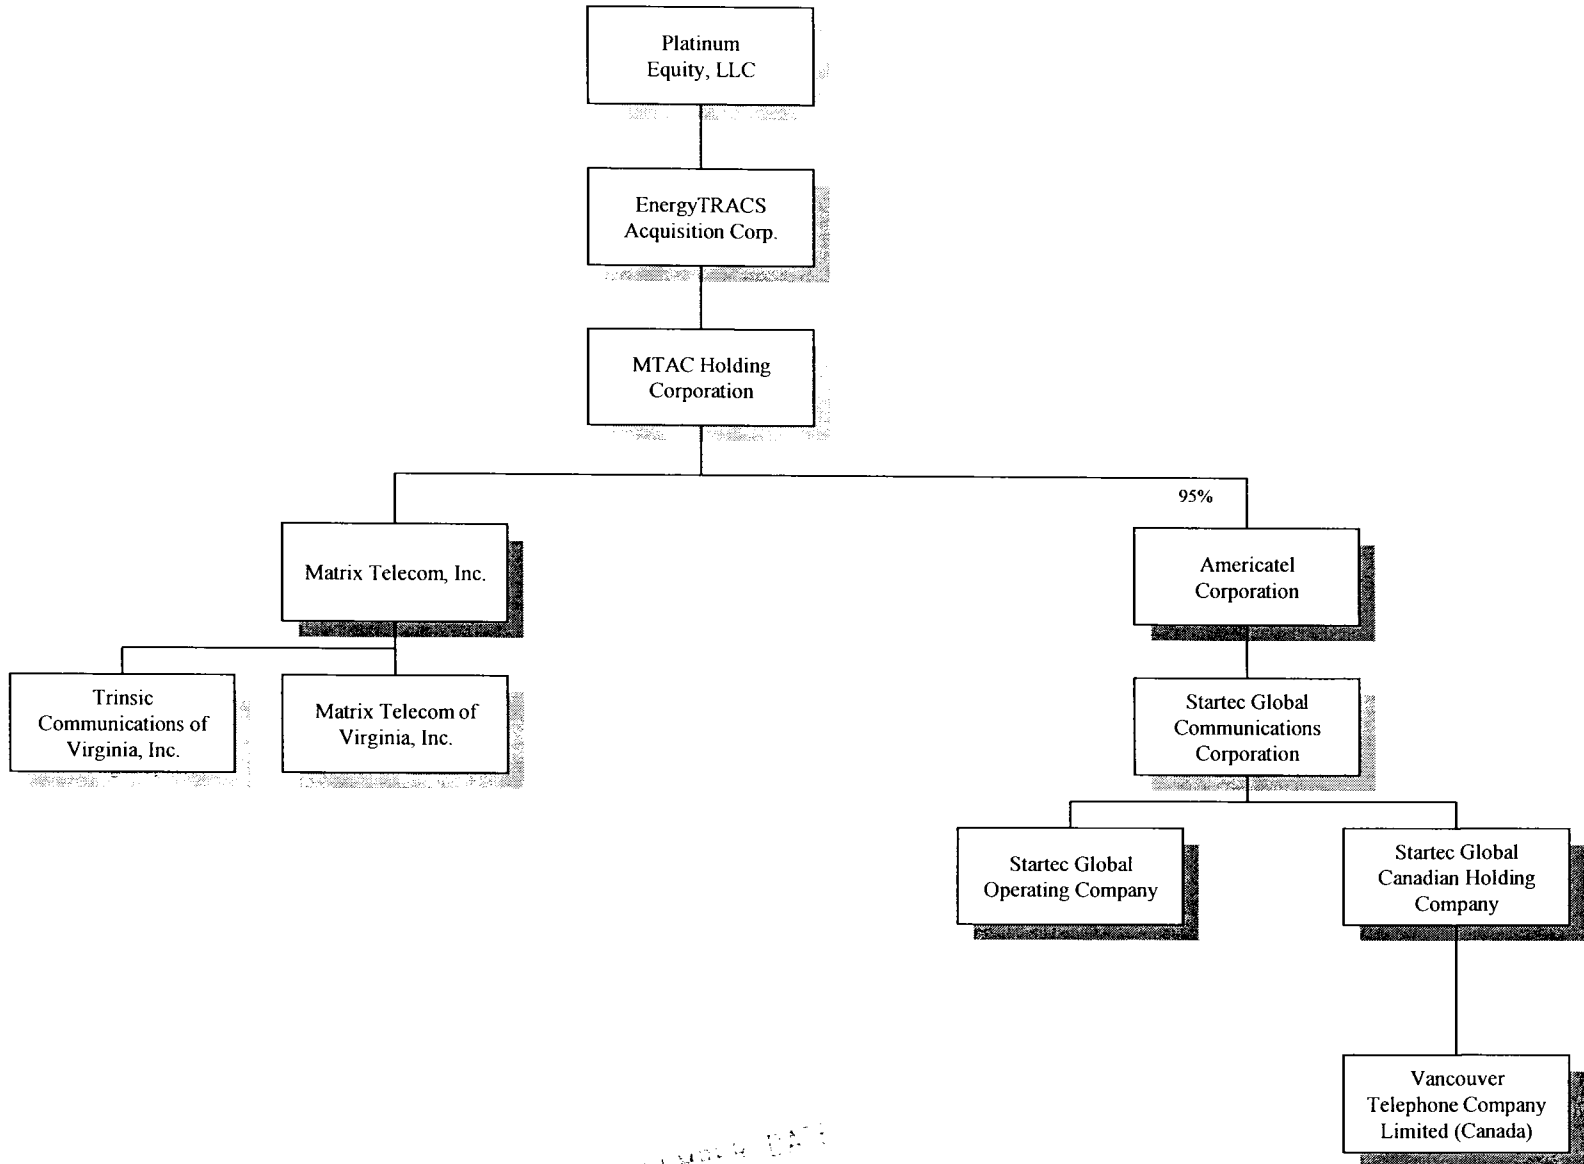 Platinum
Equity, LLC
EnergyTRACS
Acquisition Corp.
MTAC Holding
Corporation
95%
Matrix Telecom, Inc.
Americatel
Corporation
Trinsic
Communications of
Virginia, Inc.
Matrix Telecom of
Virginia, Inc.
Startec Global
Communications
Corporation
Startec Global
Operating Company
Startec Global
Canadian Holding
Company
Vancouver
Telephone Company
Limited (Canada)